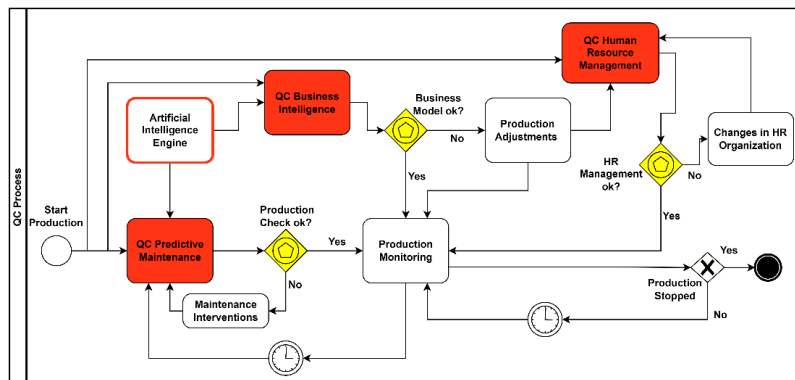 QC Process
Start
Production
Artificial
Intelligence
Engine
QC Business
Intelligence
Business
Model ok?
No
Yes
Production
Adjustments
QC Human
Resource
Management
HR
Management
ok?
No
Yes
Changes in HR
Organization
QC Predictive
Maintenance
Production
Check ok?
Yes
No
Maintenance
Interventions
Production
Monitoring
Production
Stopped
Yes
No